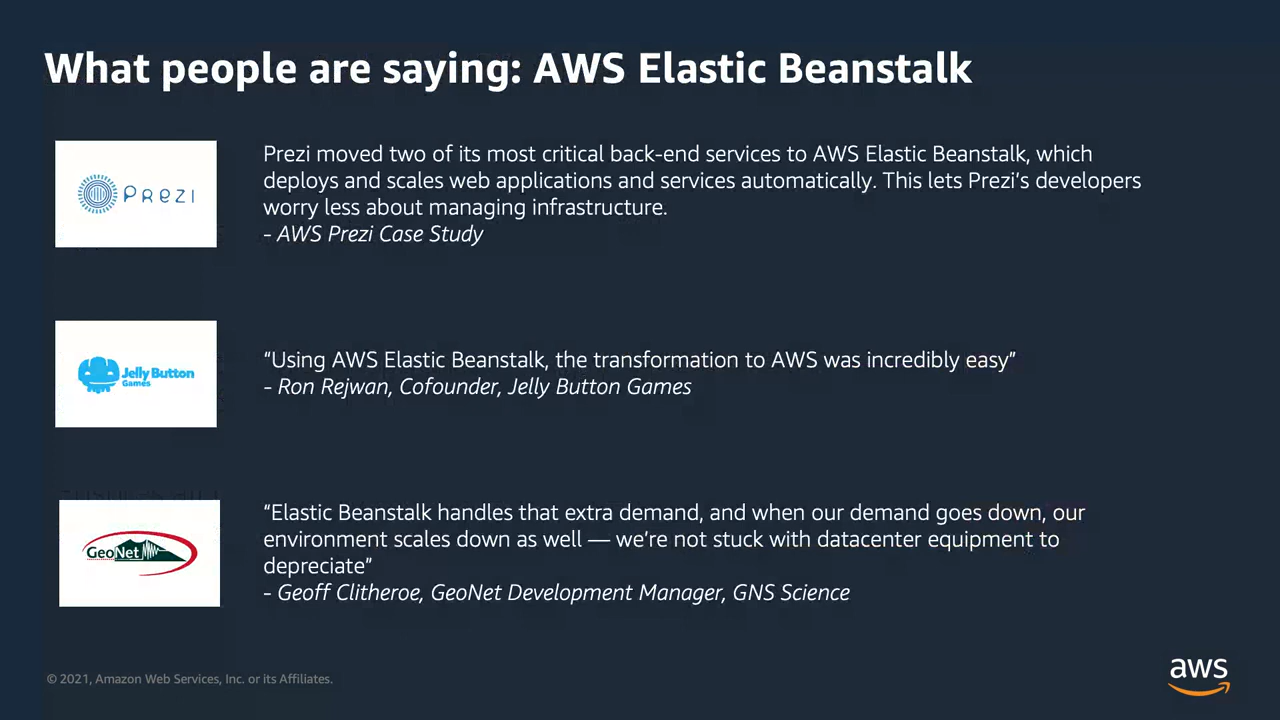 What people are saying: AWS Elastic Beanstalk
PREZI
Prezi moved two of its most critical back-end services to AWS Elastic Beanstalk, which
deploys and scales web applications and services automatically. This lets Prezi’s developers
worry less about managing infrastructure.
- AWS Prezi Case Study
Jelly Button
Games
“Using AWS Elastic Beanstalk, the transformation to AWS was incredibly easy”
- Ron Rejwan, Cofounder, Jelly Button Games
GeoNet
“Elastic Beanstalk handles that extra demand, and when our demand goes down, our
environment scales down as well — we’re not stuck with datacenter equipment to
depreciate”
- Geoff Clitheroe, GeoNet Development Manager, GNS Science
© 2021, Amazon Web Services, Inc. or its Affiliates.
aws